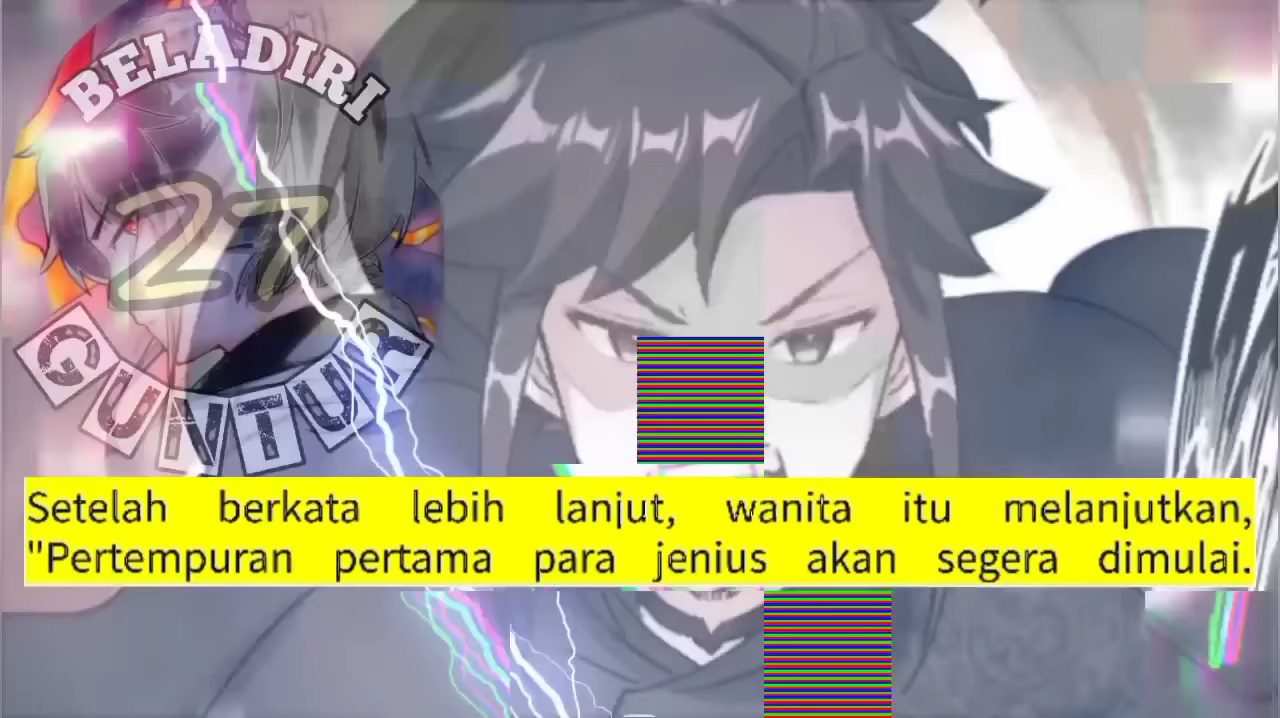 BELADIRI
27
GUNTUR
Setelah berkata lebih lanjut, wanita itu melanjutkan,
"Pertempuran pertama para jenius akan segera dimulai.